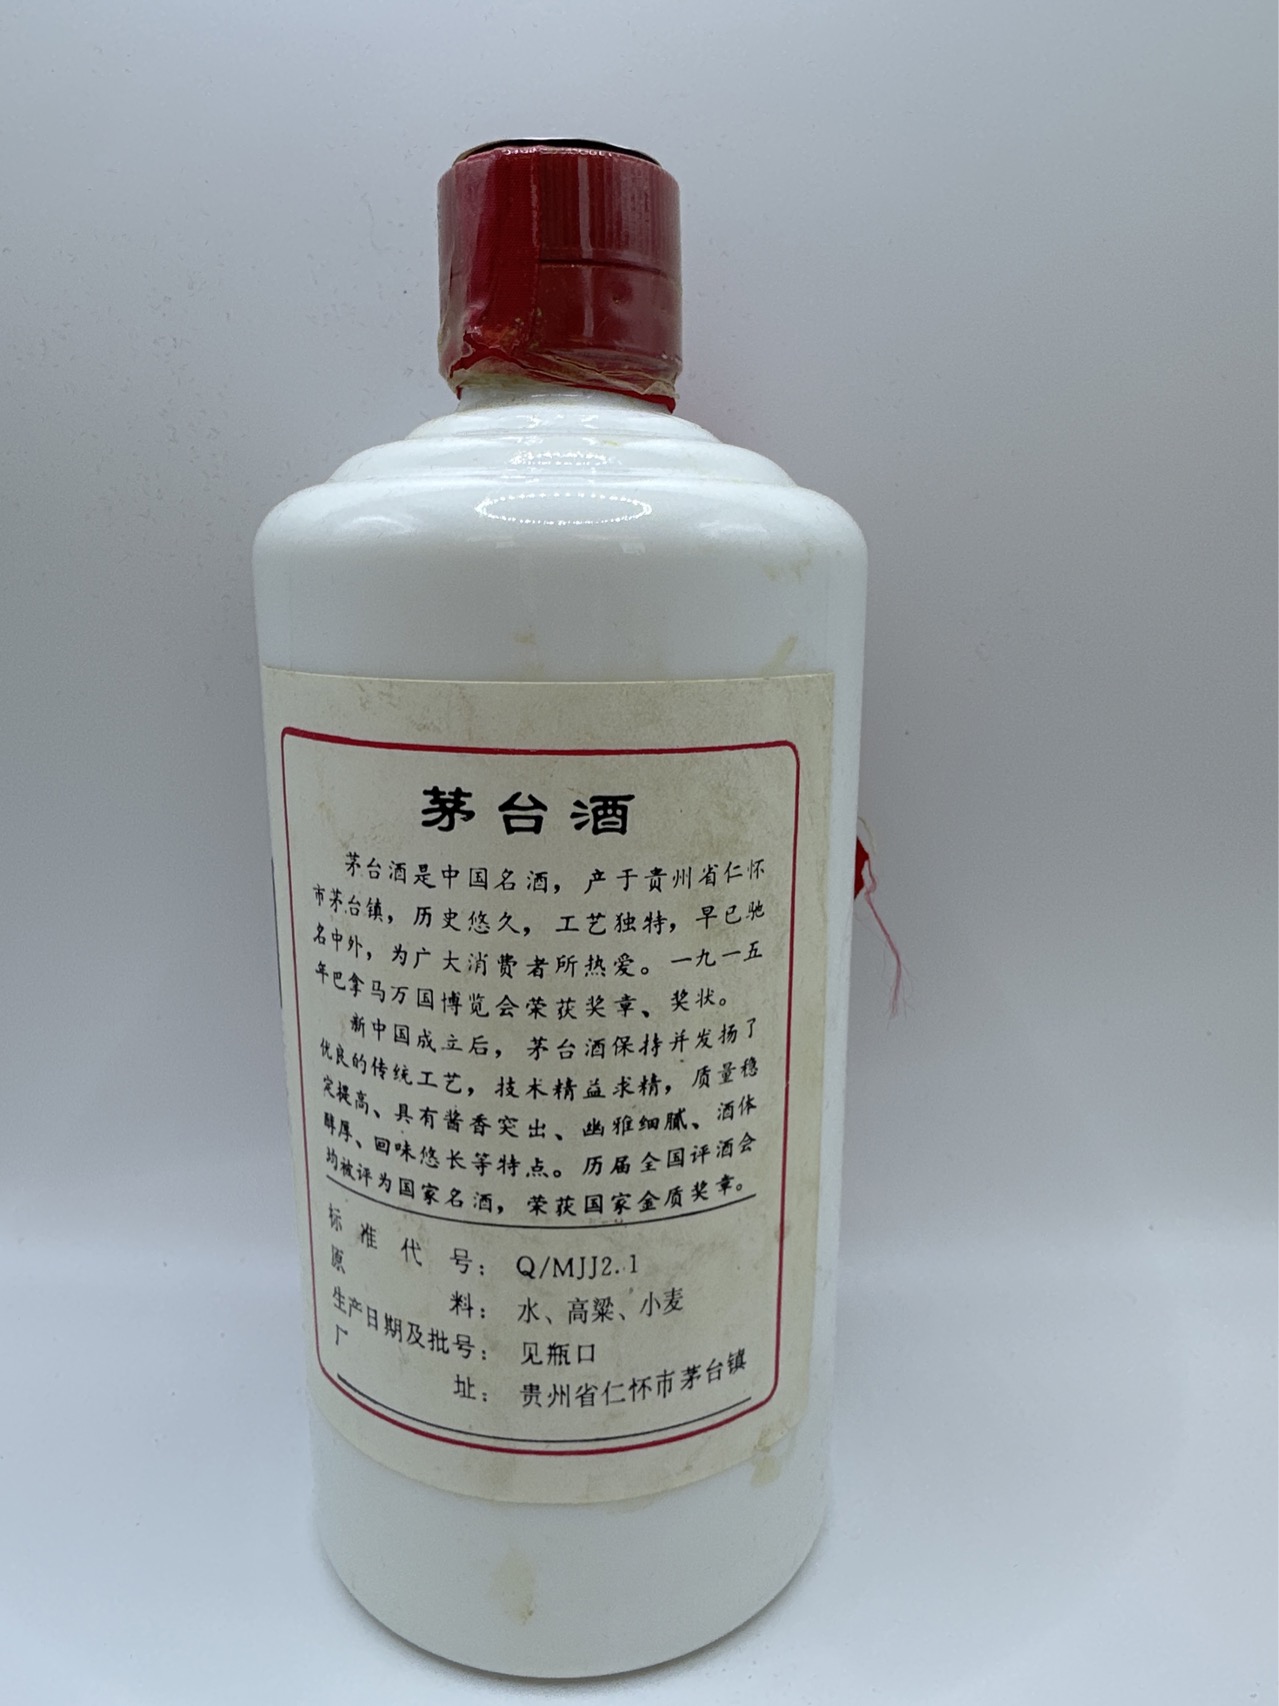 茅台酒
茅台酒是中国名酒，产于贵州省仁怀
市茅台镇，历史悠久，工艺独特，早已驰
名中外，为广大消费者所热爱。一九一五
年巴拿马万国博览会荣获奖章、奖状。
新中国成立后，茅台酒保持并发扬了
优良的传统工艺，技术精益求精，质量稳
定提高、具有酱香突出、幽雅细腻、酒体
醇厚、回味悠长等特点。历届全国评酒会
均被评为国家名酒，荣获国家金质奖章。
标准代号：Q/MJJ2.1
原料：水、高粱、小麦
生产日期及批号：见瓶口
厂址：贵州省仁怀市茅台镇